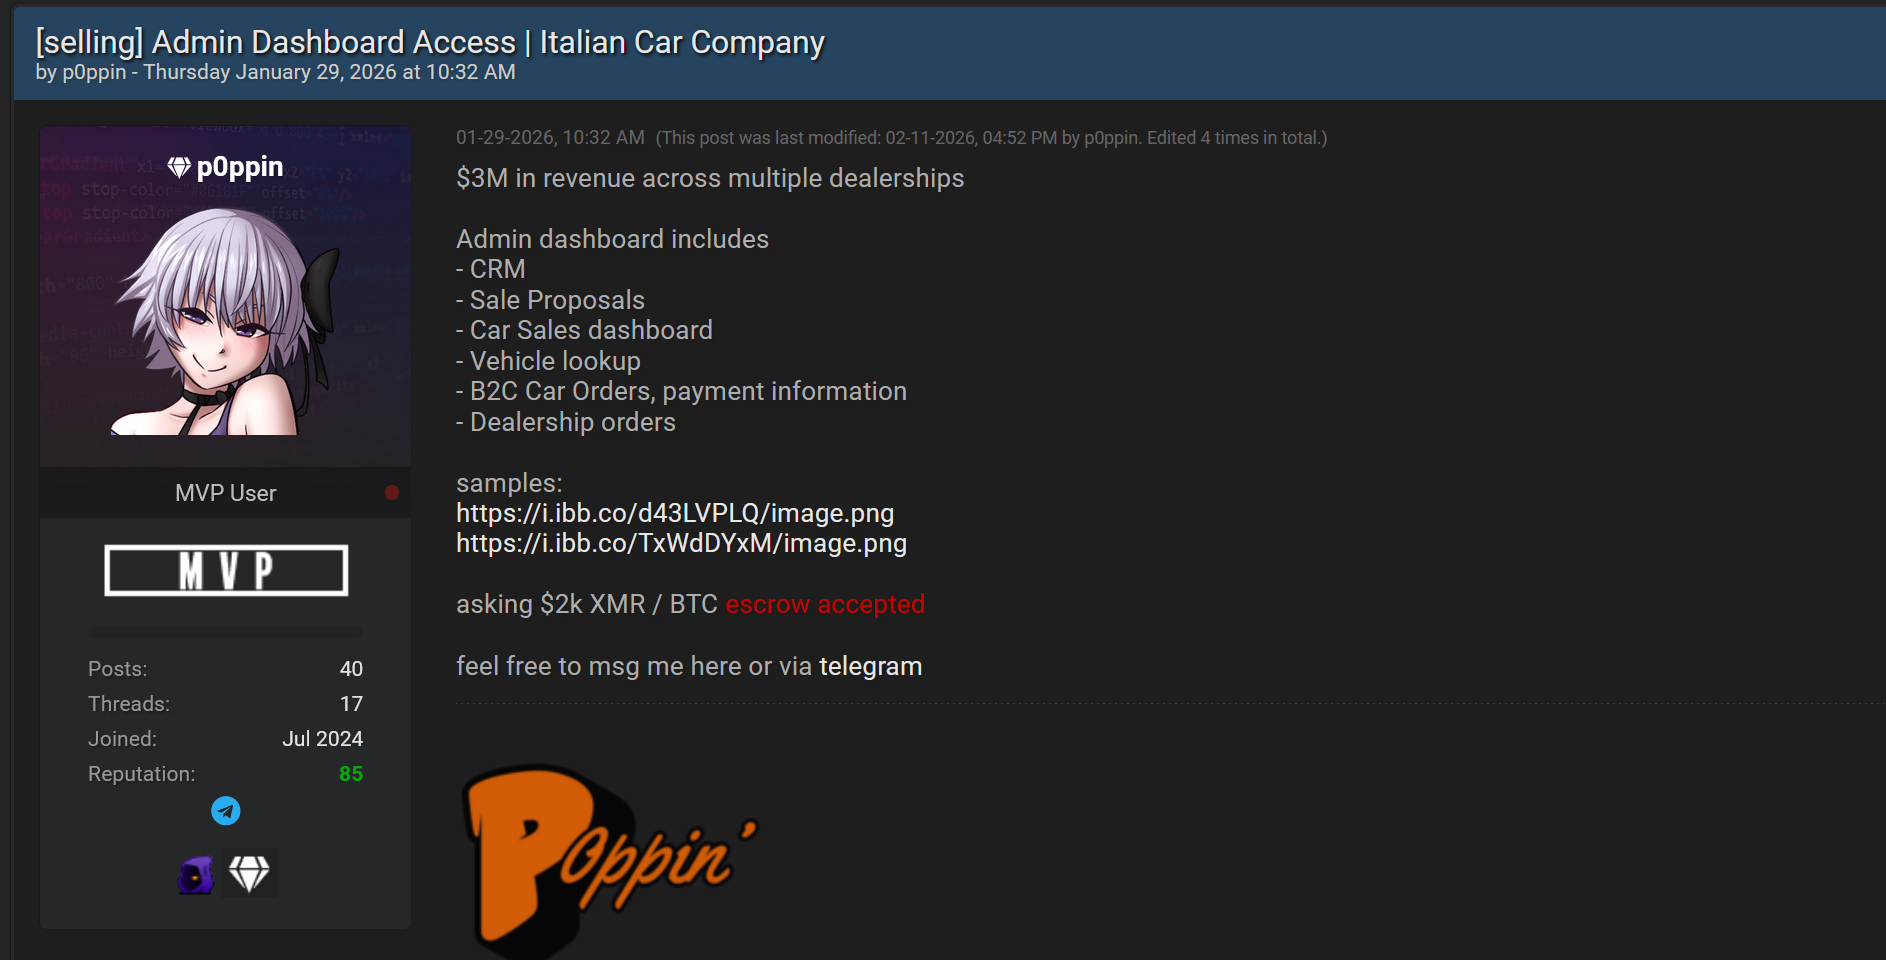 [selling] Admin Dashboard Access | Italian Car Company
by p0ppin - Thursday January 29, 2026 at 10:32 AM
p0ppin
MVP User
MVP
Posts: 40
Threads: 17
Joined: Jul 2024
Reputation: 85
01-29-2026, 10:32 AM (This post was last modified: 02-11-2026, 04:52 PM by p0ppin. Edited 4 times in total.)
$3M in revenue across multiple dealerships
Admin dashboard includes
- CRM
- Sale Proposals
- Car Sales dashboard
- Vehicle lookup
- B2C Car Orders, payment information
- Dealership orders
samples:
https://i.ibb.co/d43LVPLQ/image.png
https://i.ibb.co/TxWdDYxM/image.png
asking $2k XMR / BTC escrow accepted
feel free to msg me here or via telegram
P0ppin'